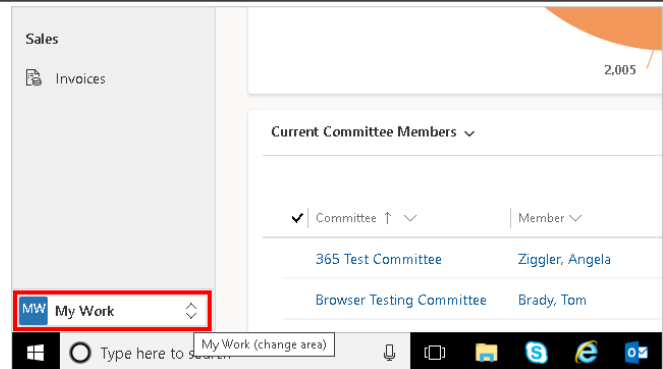 Sales
Invoices
2,005
Current Committee Members
Committee
Member
365 Test Committee
Ziggler, Angela
Browser Testing Committee
Brady, Tom
MW My Work
My Work (change area)
Type here to search